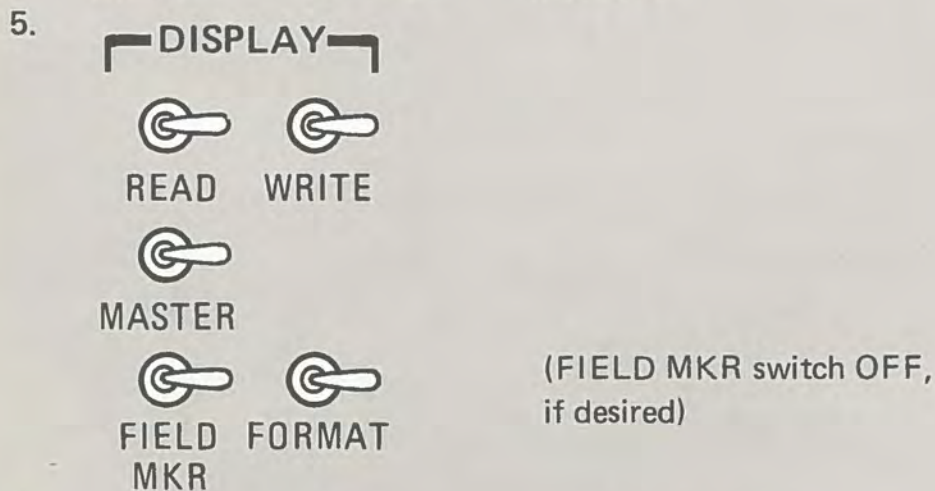 5.
DISPLAY
READ WRITE
MASTER
FIELD FORMAT
MKR
(FIELD MKR switch OFF,
if desired)